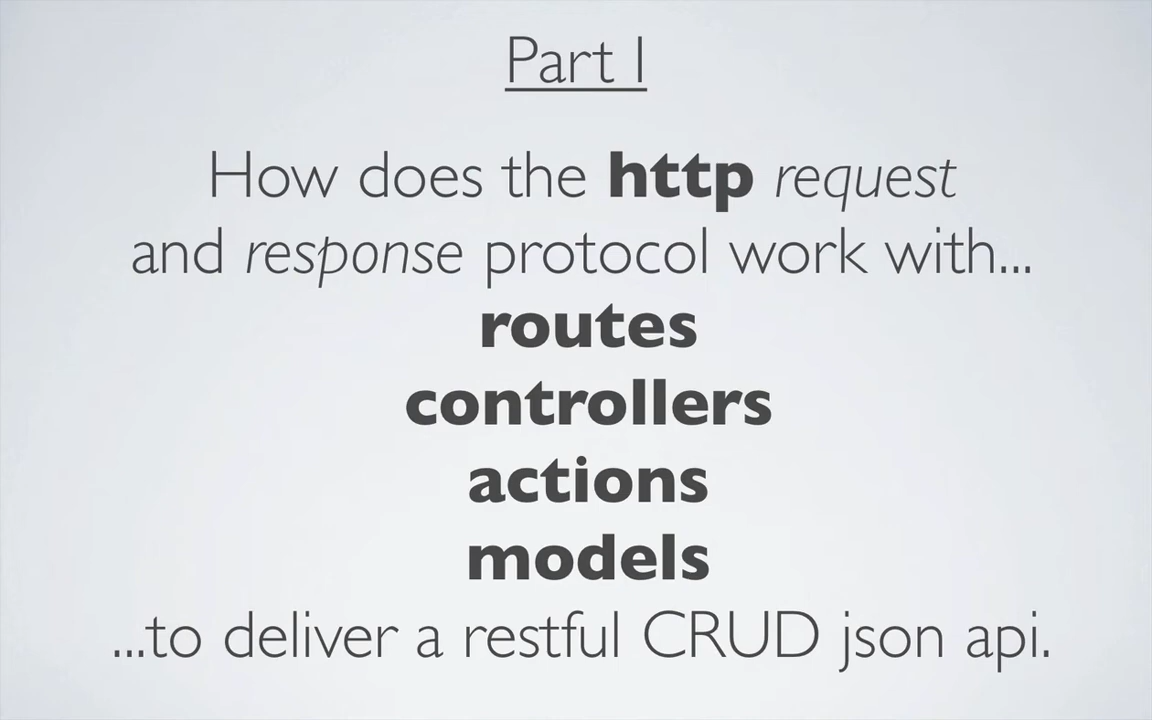 Part I
How does the http request
and response protocol work with...
routes
controllers
actions
models
...to deliver a restful CRUD json api.